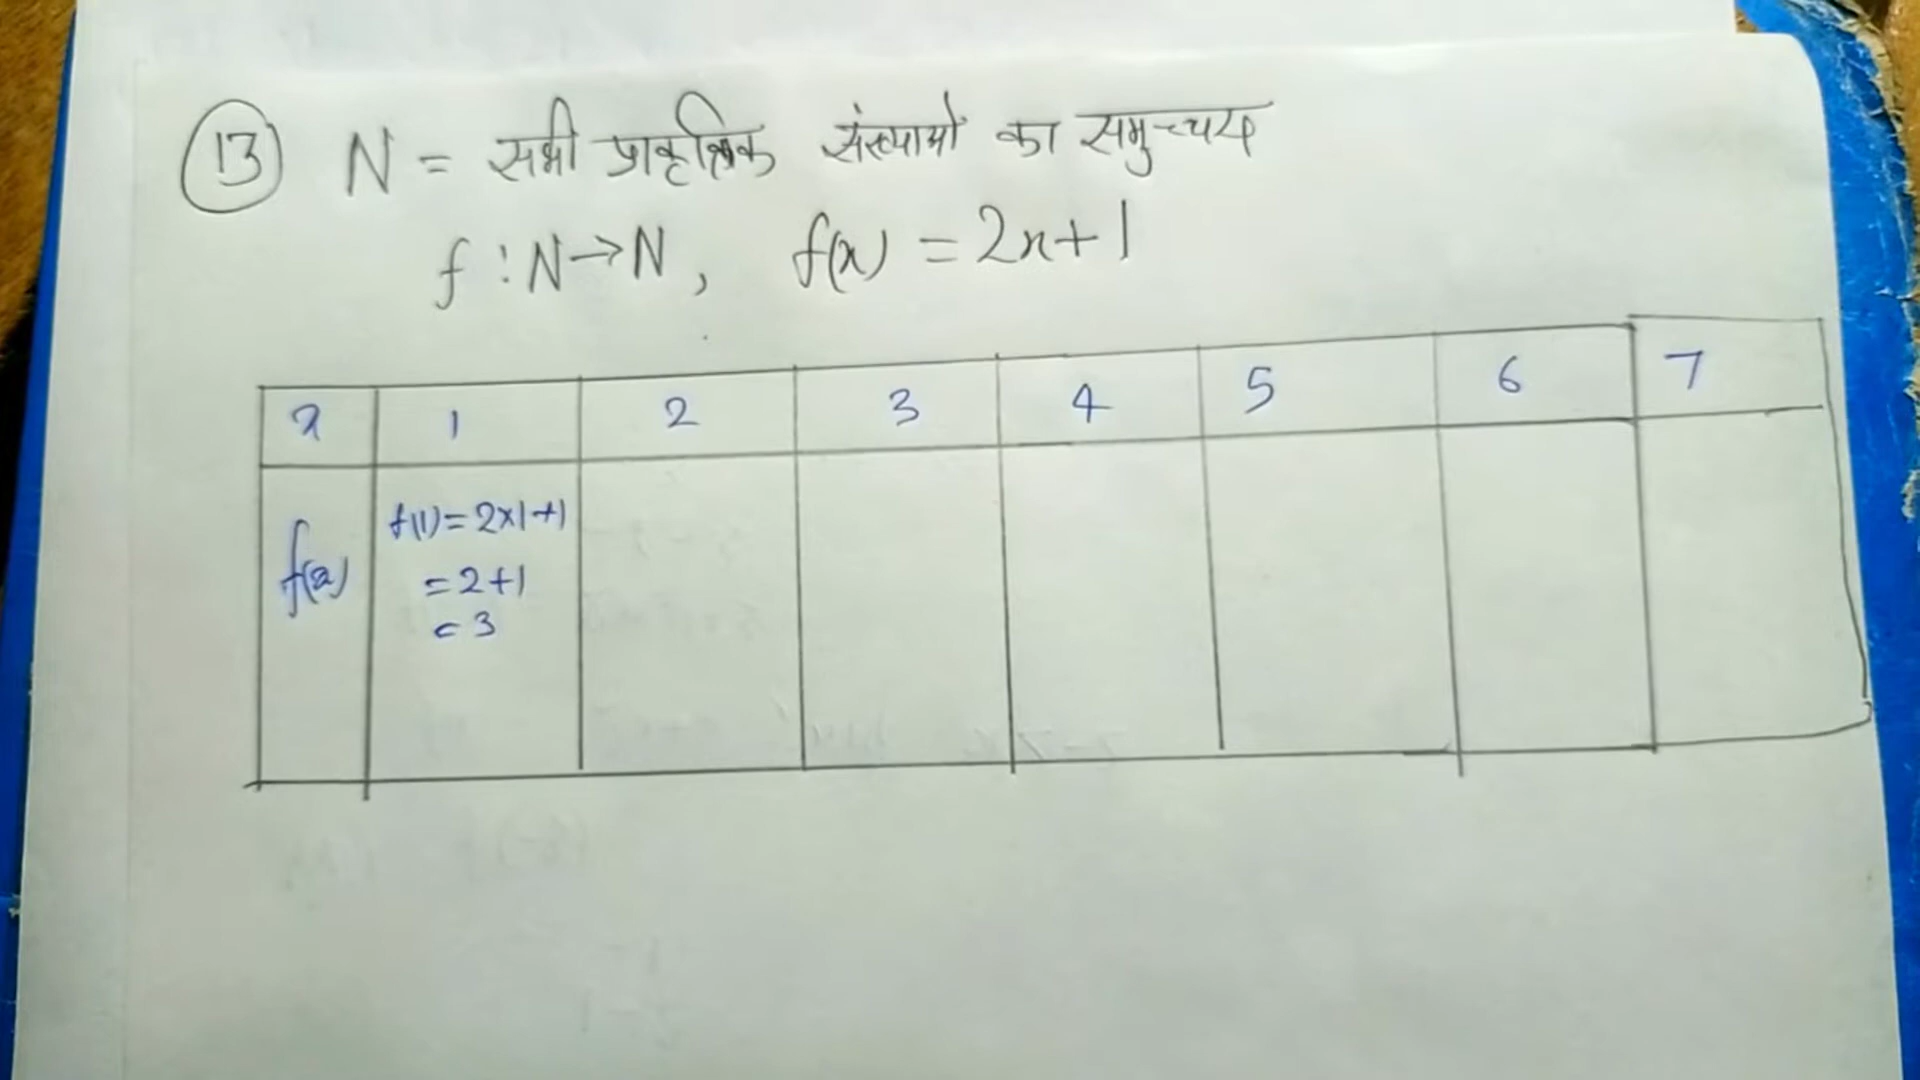 13 N = सभी प्राकृतिक संख्यायों का समुच्चय
f : N→N, f(x) = 2x+1
x 1 2 3 4 5 6 7
f(x) f(1) = 2×1+1
= 2+1
= 3